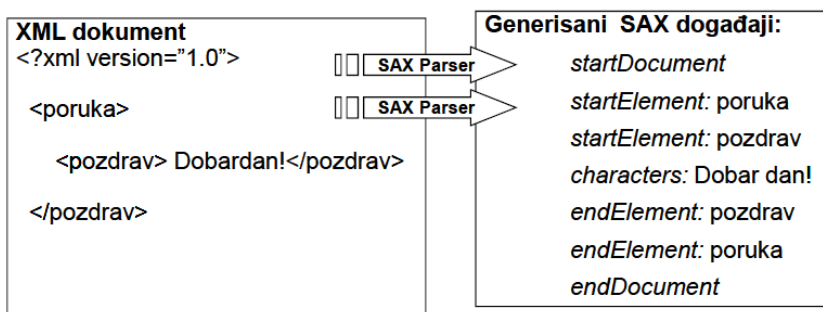 XML dokument
<?xml version=”1.0”>
SAX Parser
<poruka>
SAX Parser
<pozdrav> Dobardan!</pozdrav>
</pozdrav>
Generisani SAX događaji:
startDocument
startElement: poruka
startElement: pozdrav
characters: Dobar dan!
endElement: pozdrav
endElement: poruka
endDocument